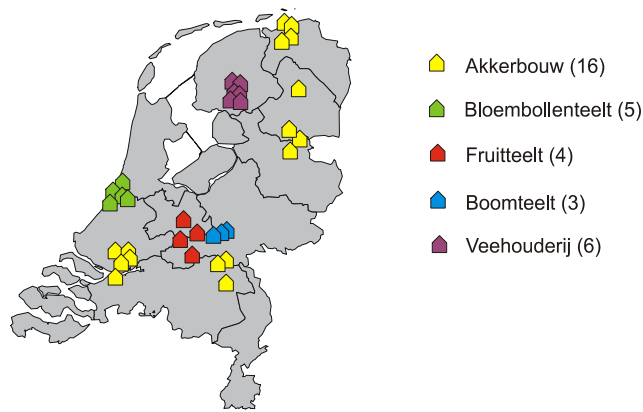 Akkerbouw (16)
Bloembollenteelt (5)
Fruitteelt (4)
Boomteelt (3)
Veehouderij (6)